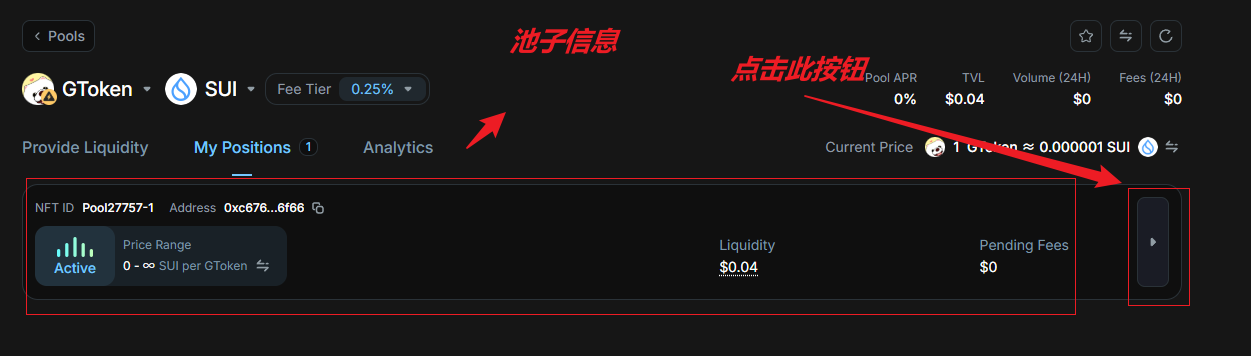 Pools
池子信息
点击此按钮
GToken
SUI
Fee Tier 0.25%
Pool APR TVL Volume (24H) Fees (24H)
0% $0.04 $0 $0
Provide Liquidity My Positions 1 Analytics
Current Price 1 GToken ≈ 0.000001 SUI
NFT ID Pool27757-1 Address 0xc676...6f66
Active
Price Range
0 - ∞ SUI per GToken
Liquidity
$0.04
Pending Fees
$0